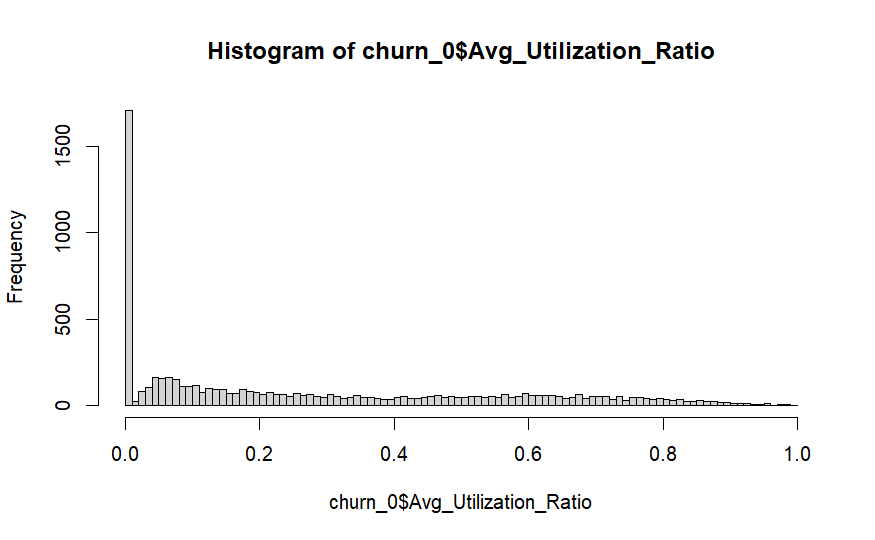 Histogram of churn_0$Avg_Utilization_Ratio
Frequency
1500
1000
500
0
0.0 0.2 0.4 0.6 0.8 1.0
churn_0$Avg_Utilization_Ratio